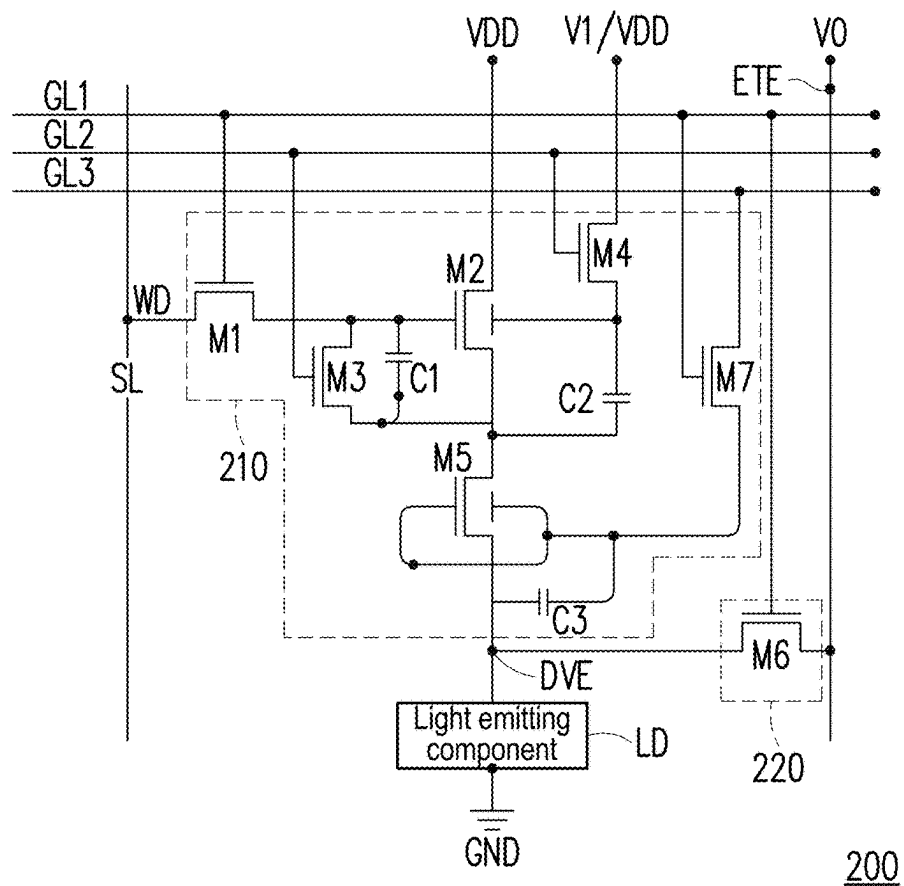 VDD
V1/VDD
V0
ETE
GL1
GL2
GL3
M4
M2
WD
M1
M3
C1
M7
SL
C2
210
M5
C3
M6
DVE
Light emitting
component
LD
220
GND
200